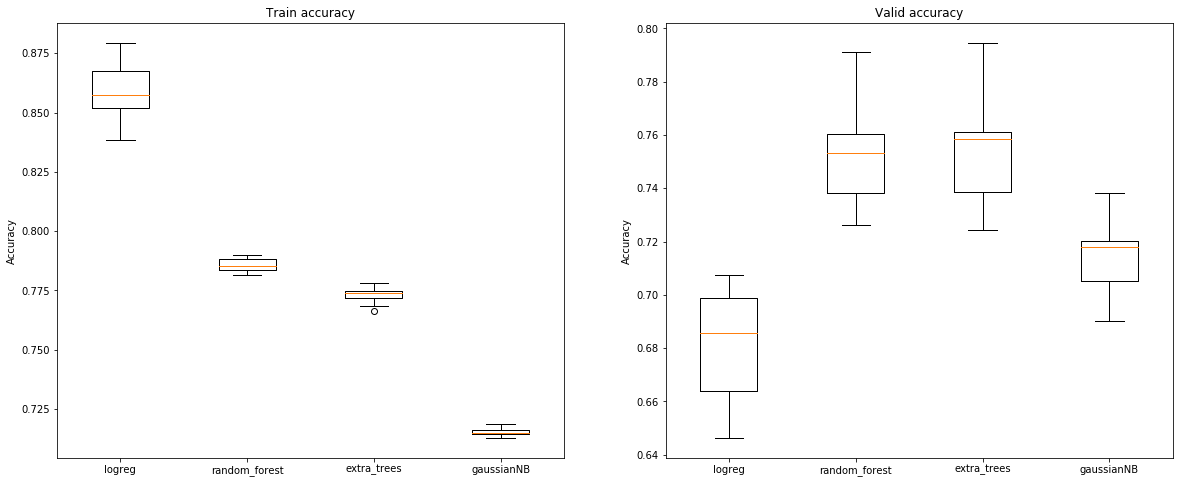 Train accuracy
Accuracy
0.875
0.850
0.825
0.800
0.775
0.750
0.725
logreg
random_forest
extra_trees
gaussianNB
Valid accuracy
Accuracy
0.80
0.78
0.76
0.74
0.72
0.70
0.68
0.66
0.64
logreg
random_forest
extra_trees
gaussianNB